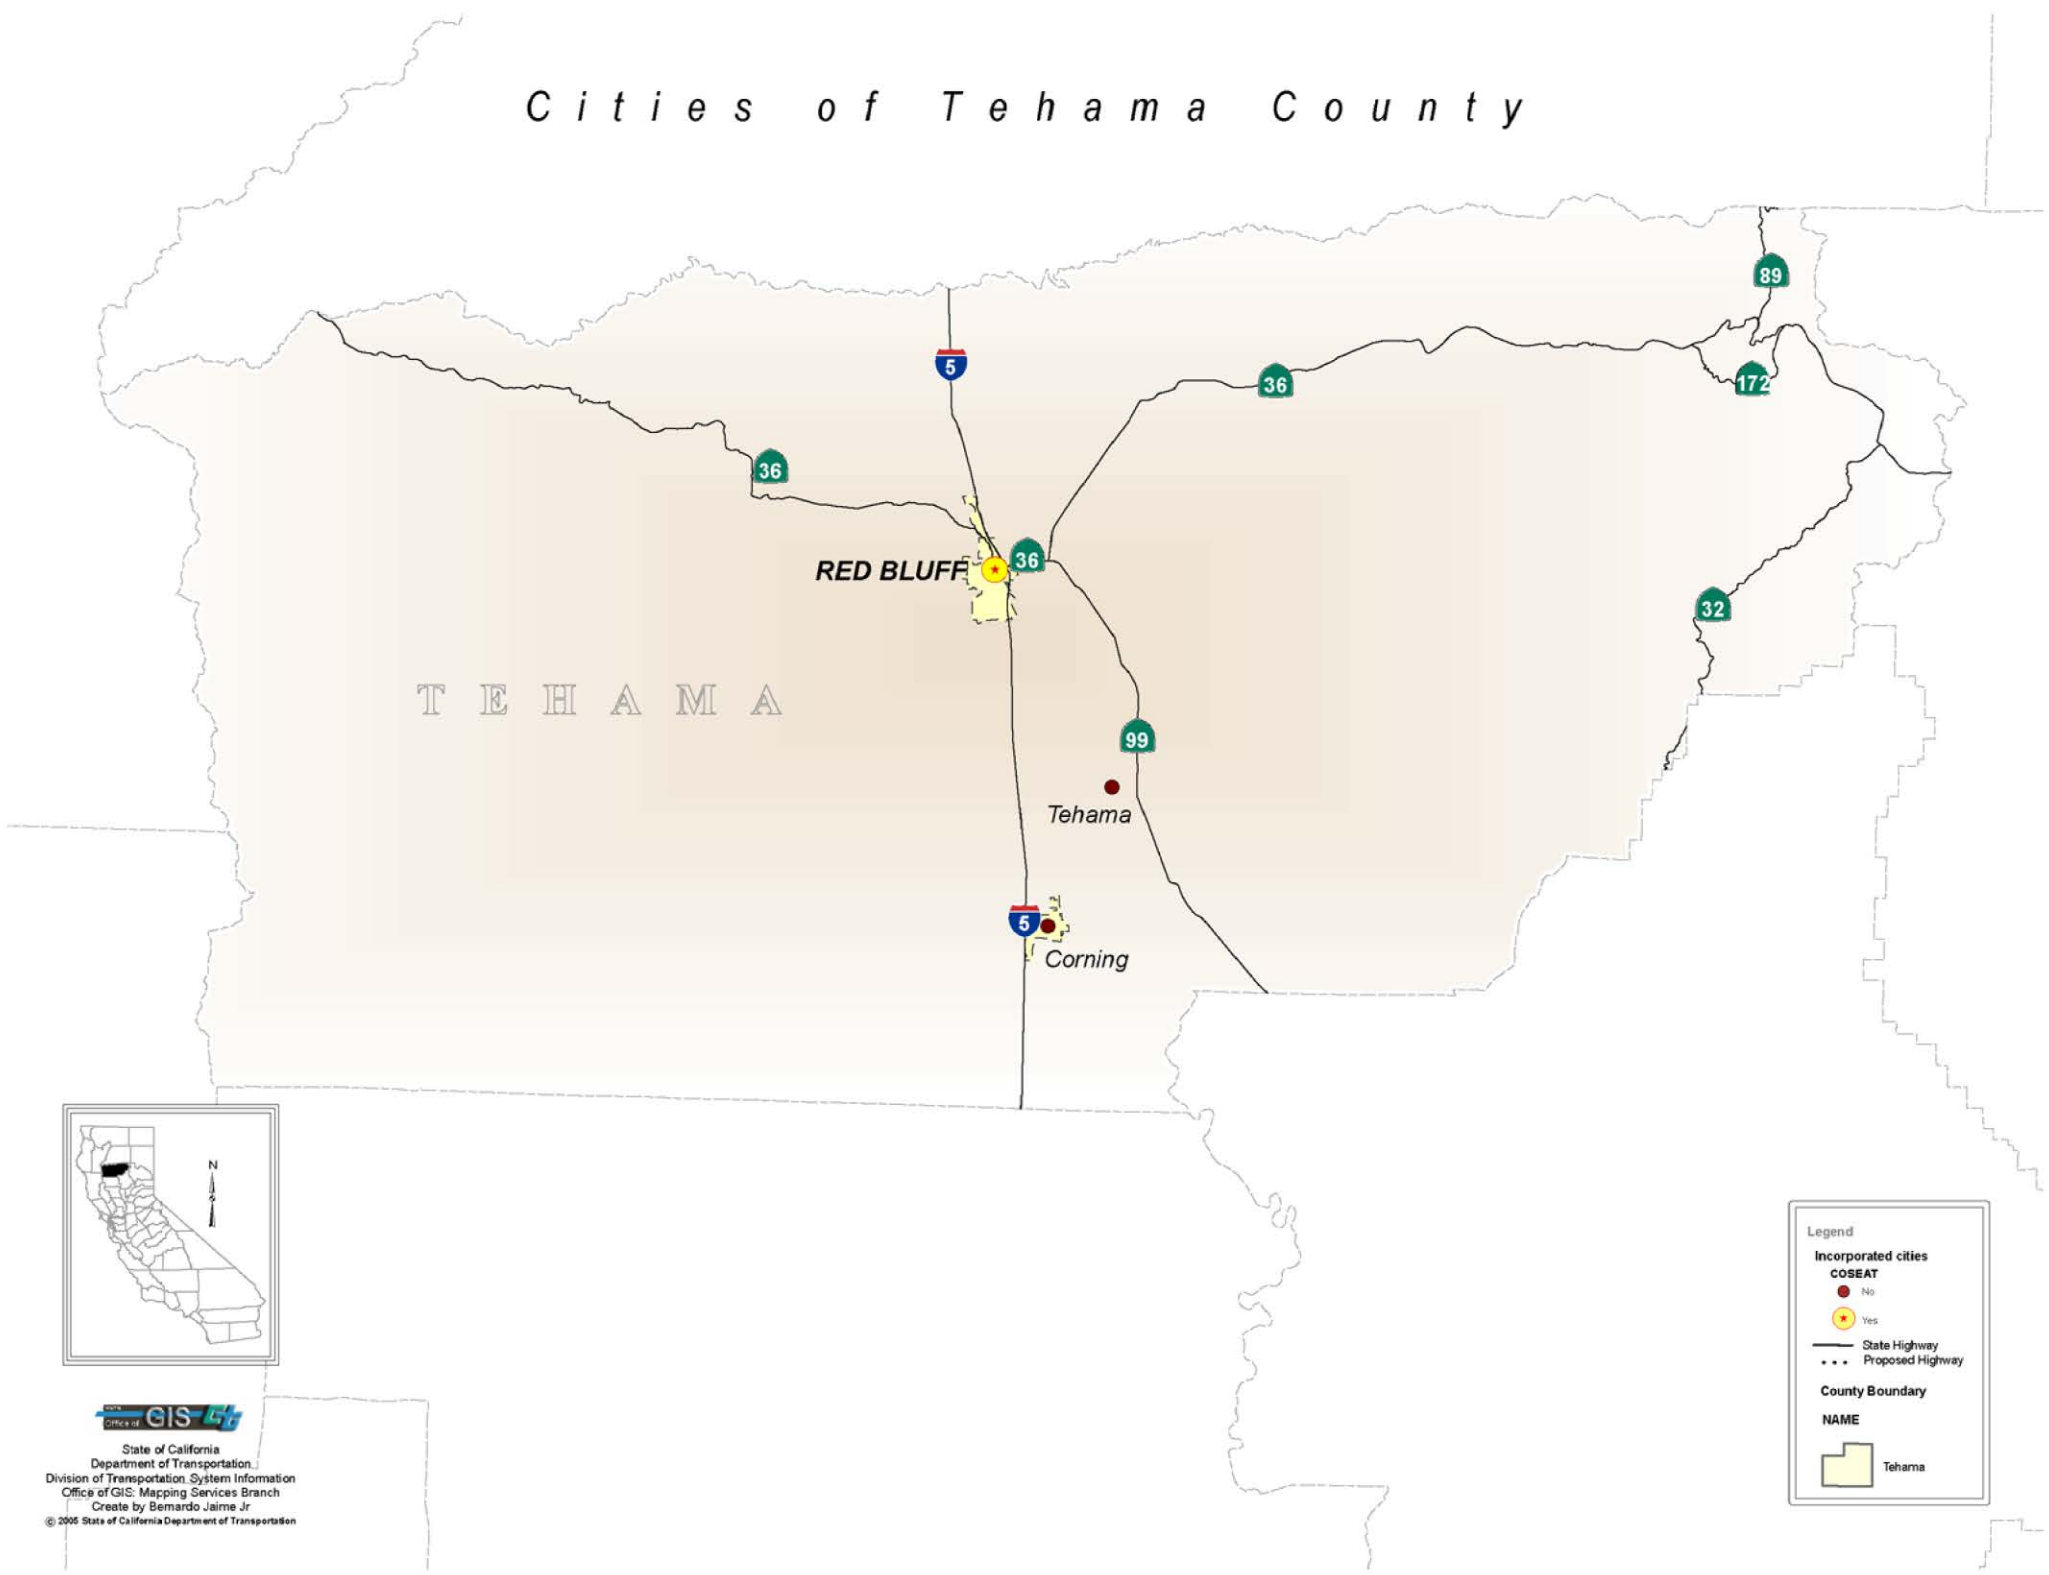 Cities of Tehama County
89
5
36
172
36
RED BLUFF
36
32
TEHAMA
99
Tehama
5
Corning
N
Legend
Incorporated cities
COSEAT
No
Yes
State Highway
Proposed Highway
County Boundary
NAME
Tehama
Office of GIS
State of California
Department of Transportation
Division of Transportation System Information
Office of GIS: Mapping Services Branch
Create by Bernardo Jaime Jr
© 2005 State of California Department of Transportation